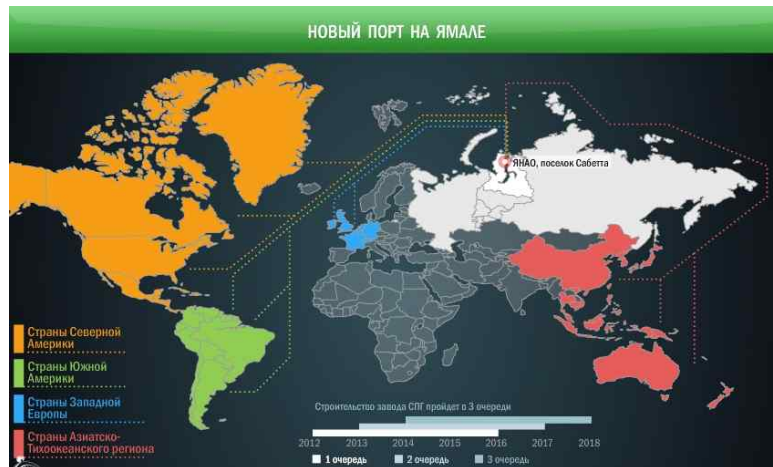 НОВЫЙ ПОРТ НА ЯМАЛЕ
ЯНАО, поселок Сабетта
Страны Северной
Америки
Страны Южной
Америки
Страны Западной
Европы
Страны Азиатско-
Тихоокеанского региона
Строительство завода СПГ пройдет в 3 очереди
2012 2013 2014 2015 2016 2017 2018
1 очередь 2 очередь 3 очередь